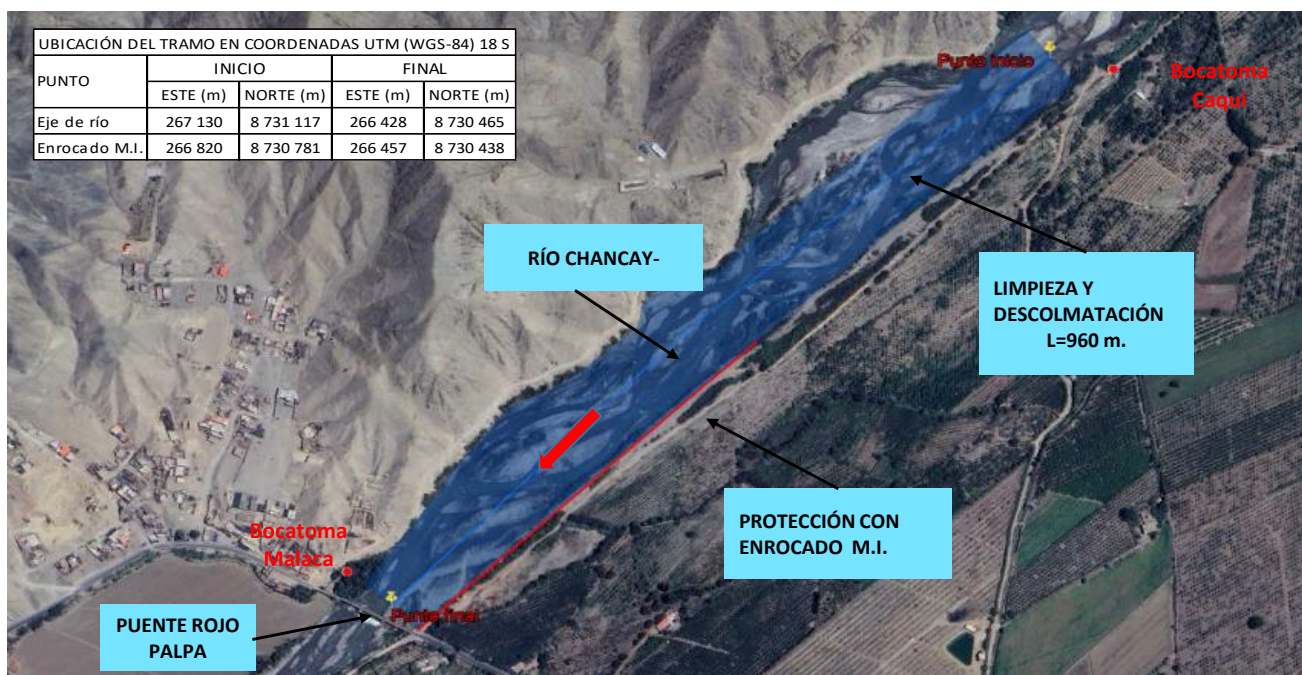 UBICACIÓN DEL TRAMO EN COORDENADAS UTM (WGS-84) 18 S
PUNTO INICIO FINAL
ESTE (m) NORTE (m) ESTE (m) NORTE (m)
Eje de río 267 130 8 731 117 266 428 8 730 465
Enrocado M.I. 266 820 8 730 781 266 457 8 730 438
Punto inicio
Bocatoma
Caqui
RÍO CHANCAY-
LIMPIEZA Y
DESCOLMATACIÓN
L=960 m.
PROTECCIÓN CON
ENROCADO M.I.
Bocatoma
Malaca
Punto final
PUENTE ROJO
PALPA